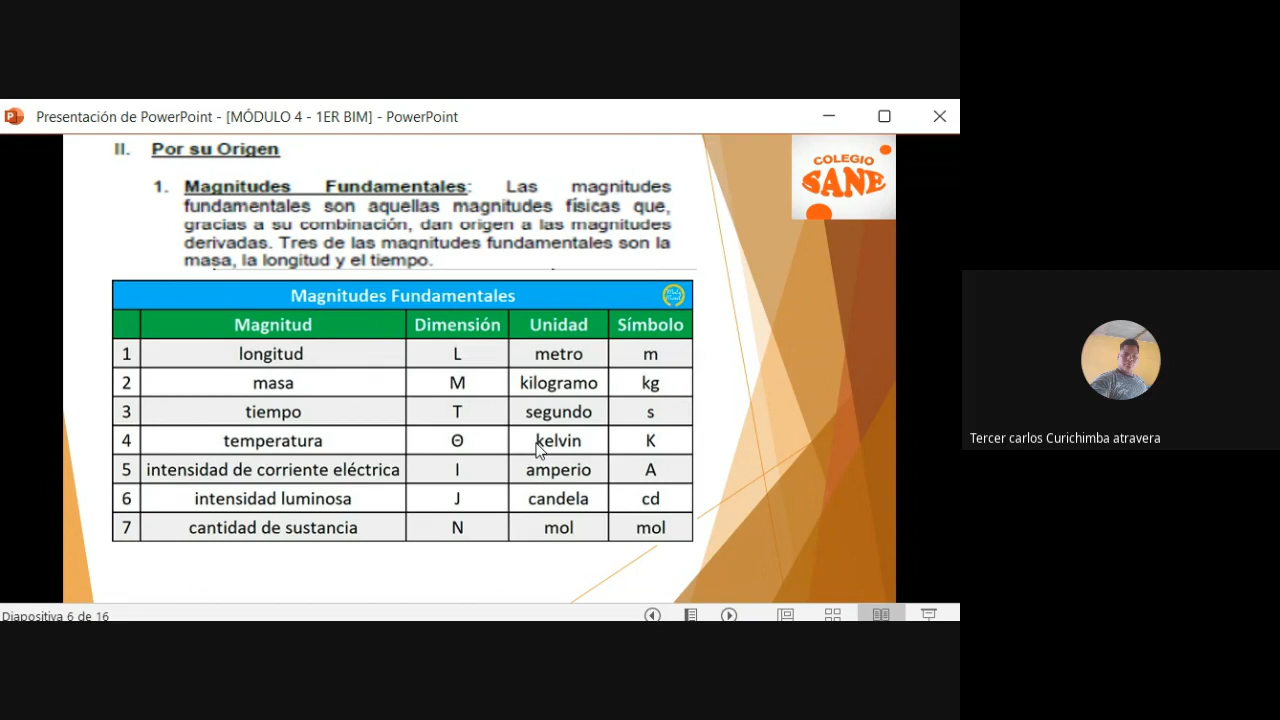 Presentación de PowerPoint - [MÓDULO 4 - 1ER BIM] - PowerPoint
II. Por su Origen
COLEGIO
SANE
1. Magnitudes Fundamentales: Las magnitudes
fundamentales son aquellas magnitudes físicas que,
gracias a su combinación, dan origen a las magnitudes
derivadas. Tres de las magnitudes fundamentales son la
masa, la longitud y el tiempo.
Magnitudes Fundamentales
Magnitud Dimensión Unidad Símbolo
1 longitud L metro m
2 masa M kilogramo kg
3 tiempo T segundo s
4 temperatura Θ kelvin K
5 intensidad de corriente eléctrica I amperio A
6 intensidad luminosa J candela cd
7 cantidad de sustancia N mol mol
Diapositiva 6 de 16
Tercer carlos Curichimba atravera